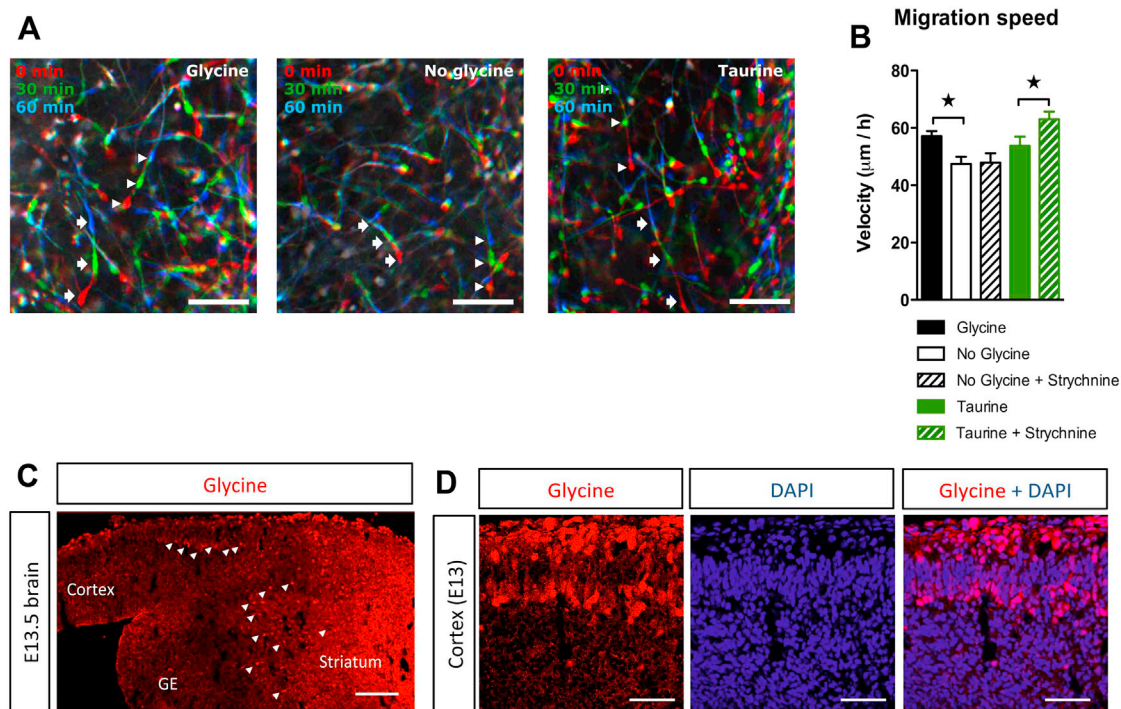 A
0 min
30 min
60 min
Glycine
0 min
30 min
60 min
No glycine
0 min
30 min
60 min
Taurine
B
Migration speed
Velocity (μm / h)
80
60
40
20
0
Glycine
No Glycine
No Glycine + Strychnine
Taurine
Taurine + Strychnine
C
Glycine
E13.5 brain
Cortex
GE
Striatum
D
Glycine
DAPI
Glycine + DAPI
Cortex (E13)